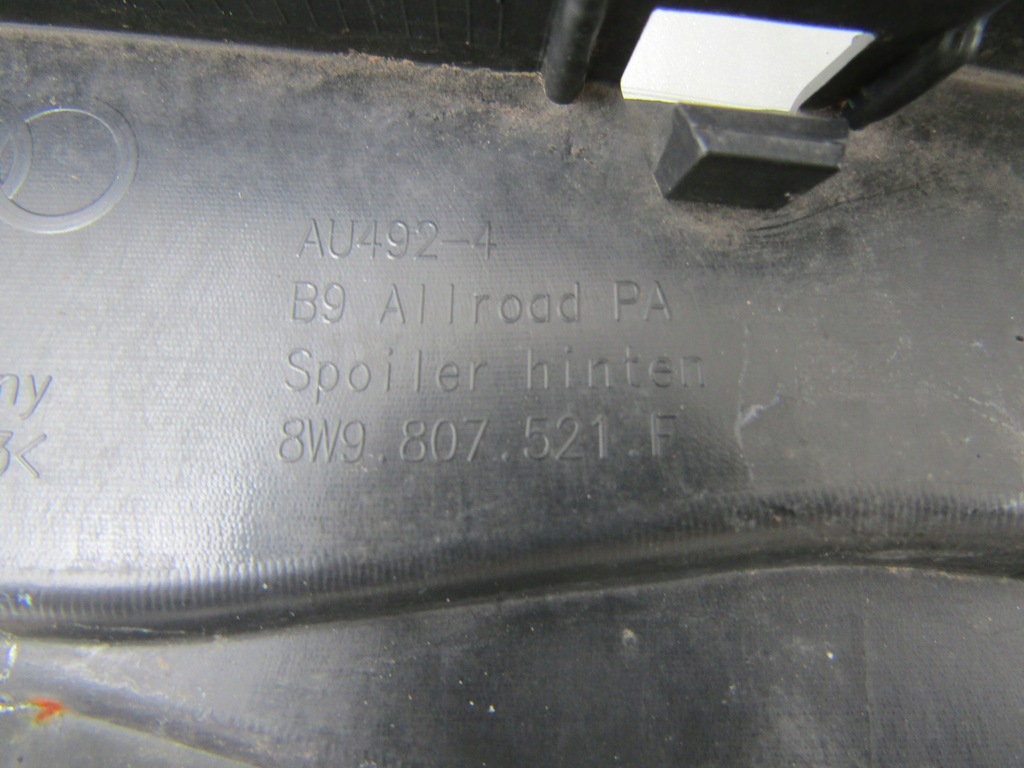 AU492-4
B9 Allroad PA
Spoiler hinten
8W9.807.521.F